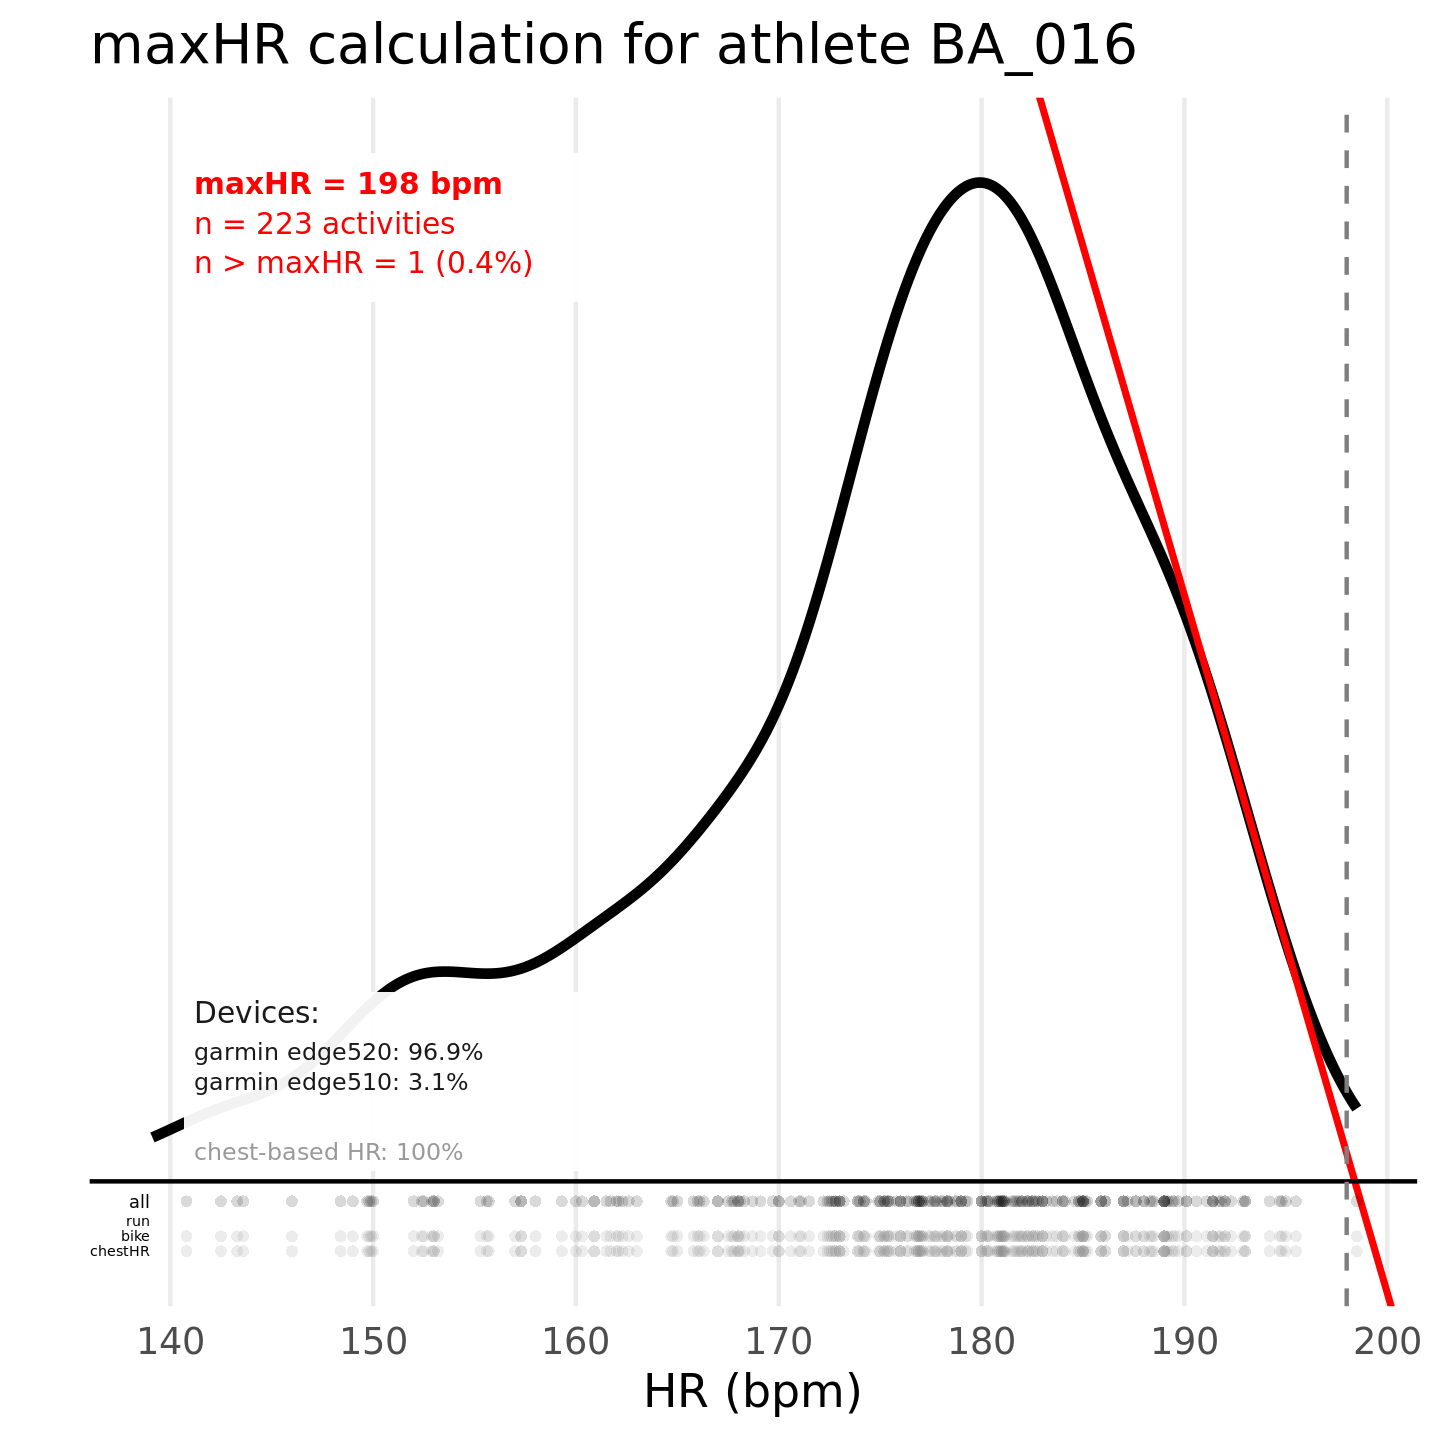 maxHR calculation for athlete BA_016
maxHR = 198 bpm
n = 223 activities
n > maxHR = 1 (0.4%)
Devices:
garmin edge520: 96.9%
garmin edge510: 3.1%
chest-based HR: 100%
all
run
bike
chestHR
140 150 160 170 180 190 200
HR (bpm)